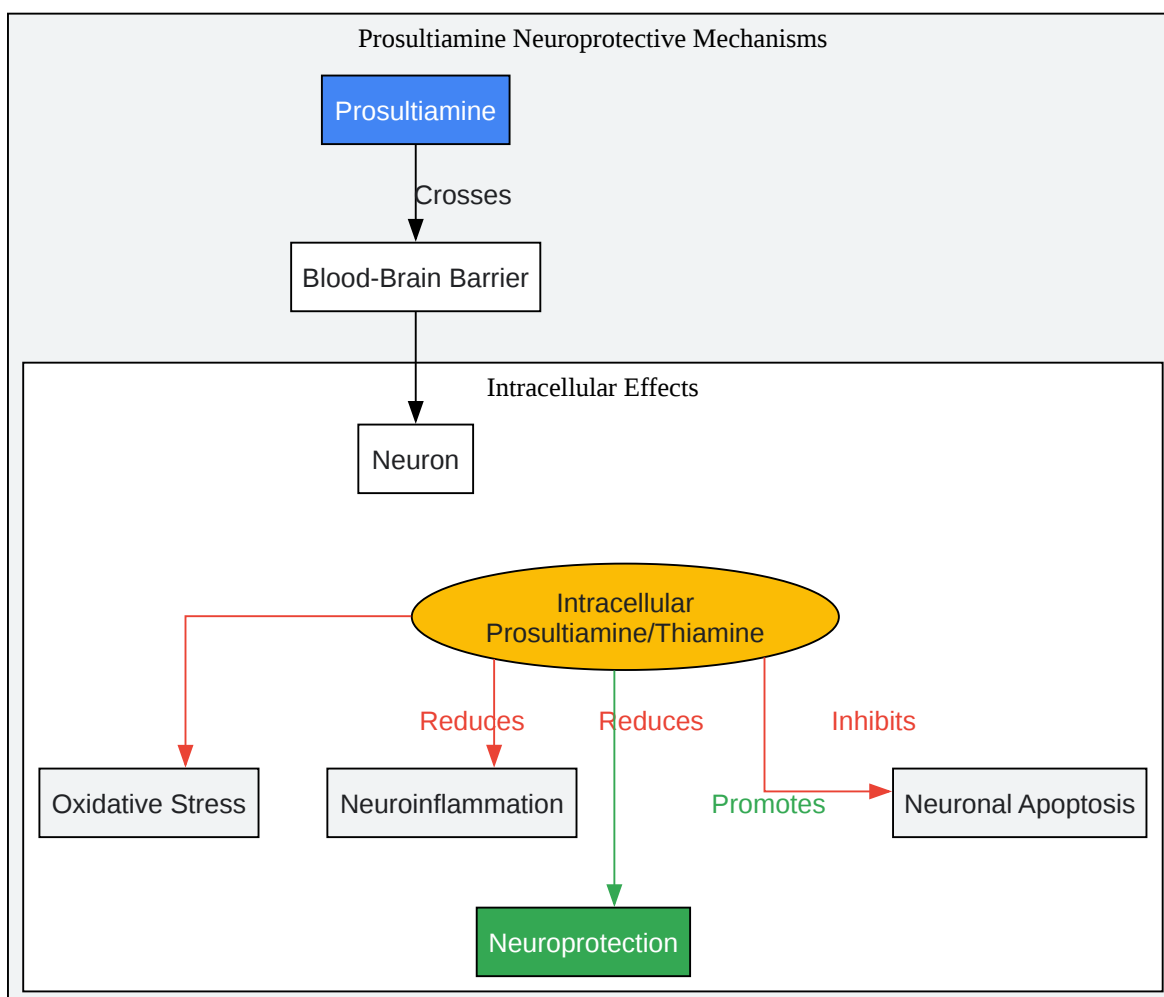 Prosultiamine Neuroprotective Mechanisms
Prosultiamine
Crosses
Blood-Brain Barrier
Intracellular Effects
Neuron
Intracellular
Prosultiamine/Thiamine
Reduces
Reduces
Inhibits
Oxidative Stress
Neuroinflammation
Promotes
Neuronal Apoptosis
Neuroprotection